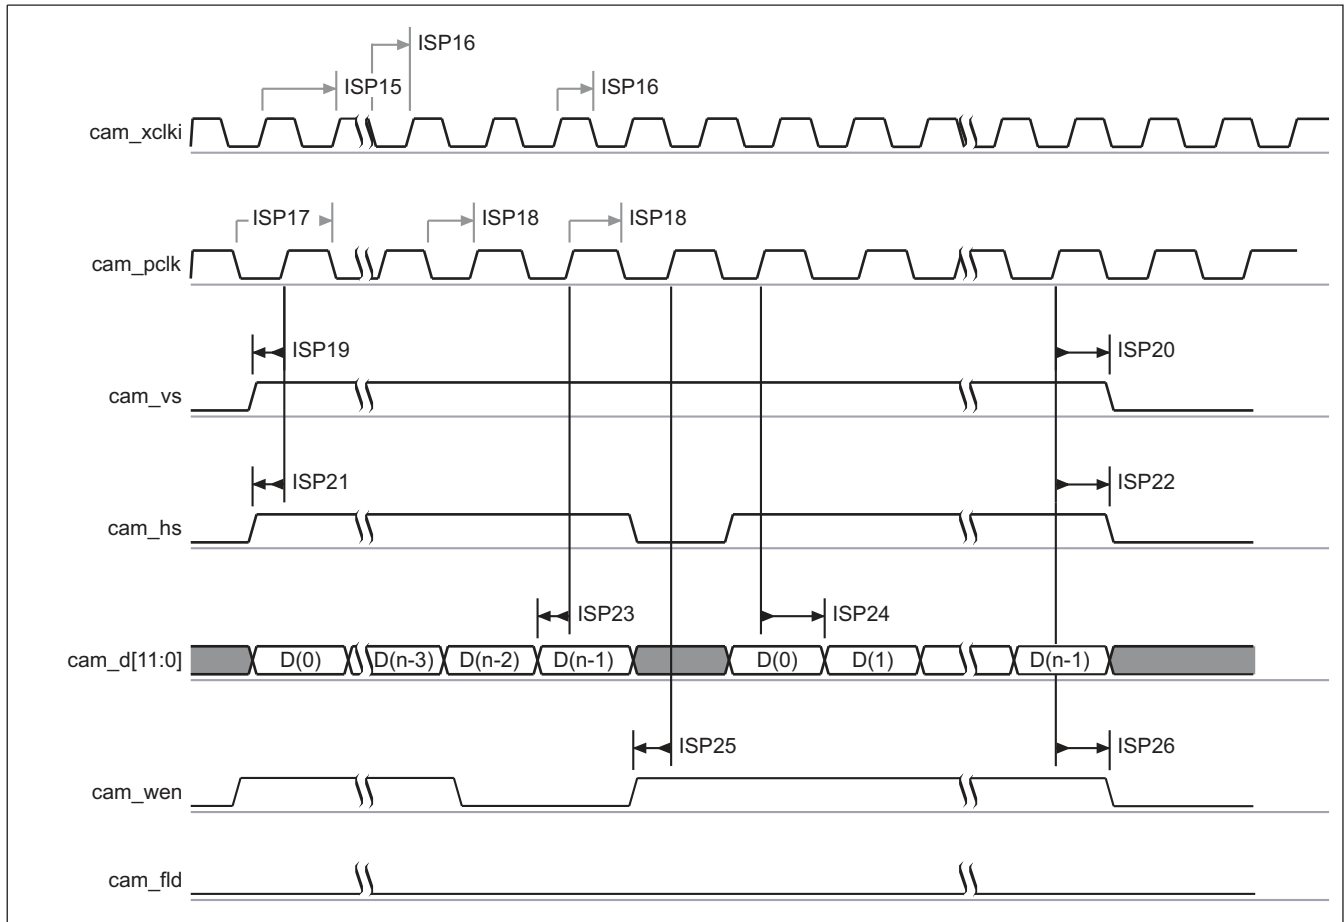 ISP16
ISP15
ISP16
cam_xclki
ISP17
ISP18
ISP18
cam_pclk
ISP19
ISP20
cam_vs
ISP21
ISP22
cam_hs
ISP23
ISP24
cam_d[11:0]
D(0)
D(n-3)
D(n-2)
D(n-1)
D(0)
D(1)
D(n-1)
ISP25
ISP26
cam_wen
cam_fld